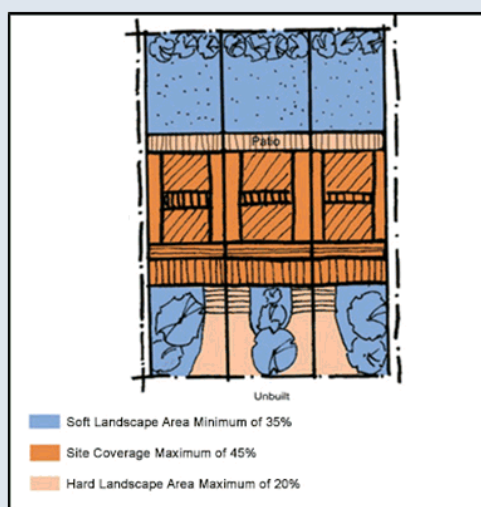 Patio
Unbuilt
Soft Landscape Area Minimum of 35%
Site Coverage Maximum of 45%
Hard Landscape Area Maximum of 20%